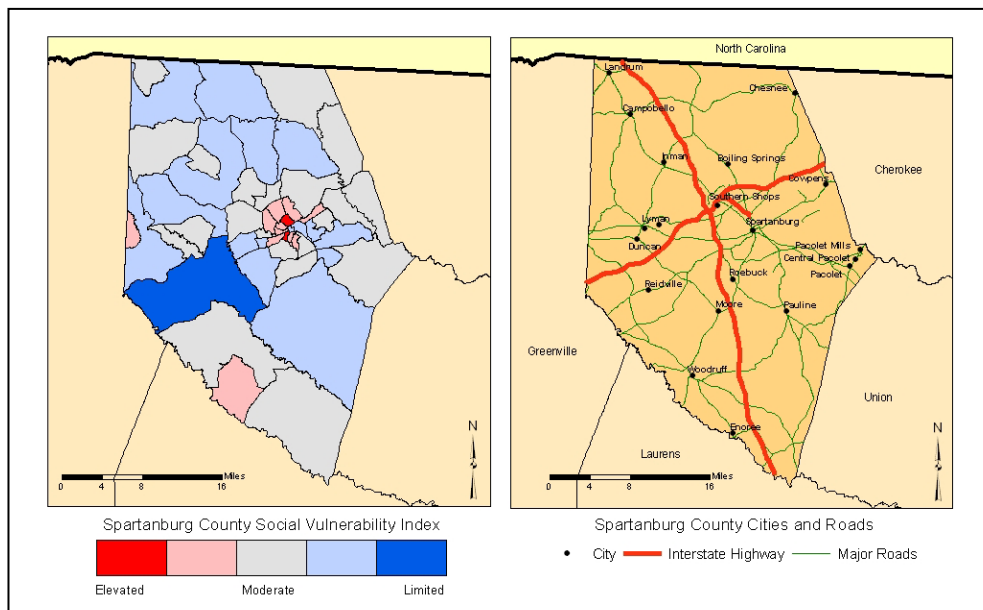 N
Miles
0 4 8 16
Spartanburg County Social Vulnerability Index
Elevated Moderate Limited
North Carolina
Landrum
Chesnee
Campobello
Inman
Boiling Springs
Cherokee
Cowpens
Southern Shops
Lyman
Spartanburg
Duncan
Pacolet Mills
Central Pacolet
Pacolet
Reidville
Roebuck
Moore
Pauline
Greenville
Woodruff
Union
Enoree
Laurens
N
Miles
0 4 8 16
Spartanburg County Cities and Roads
City Interstate Highway Major Roads